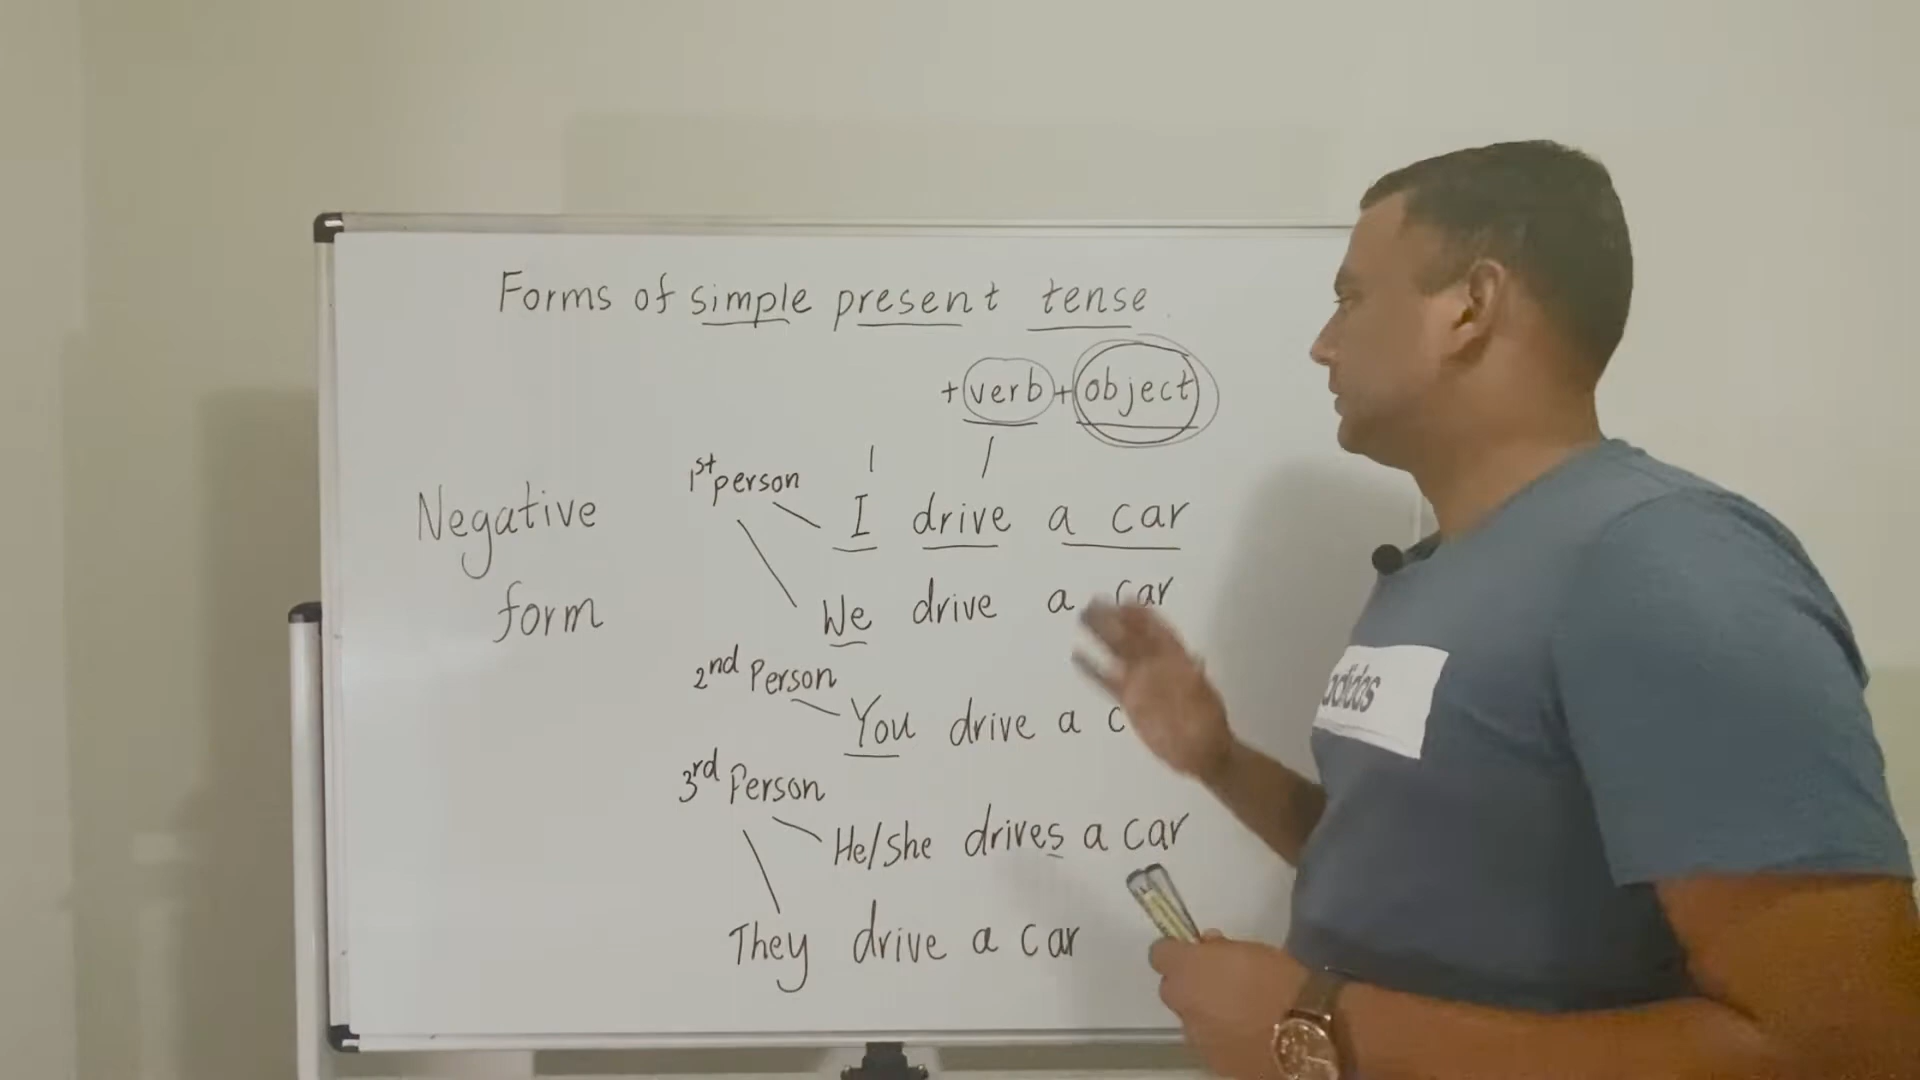 Forms of simple present tense
+ verb + object
1st person
I drive a car
We drive a car
2nd Person
You drive a
3rd Person
He/She drives a car
They drive a car
Negative
form
adidas